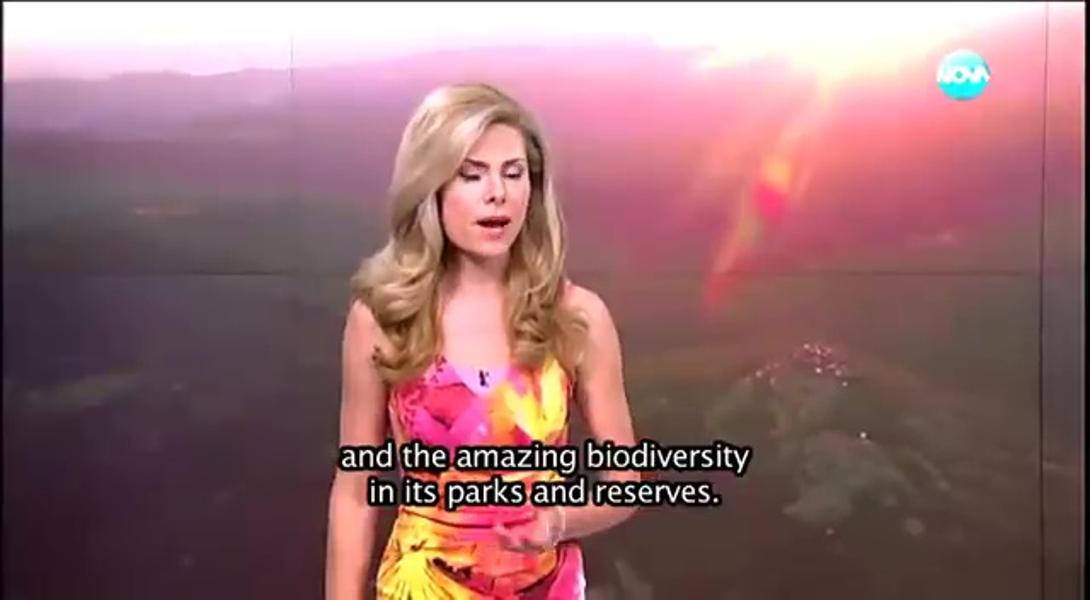 NOVA
and the amazing biodiversity
in its parks and reserves.